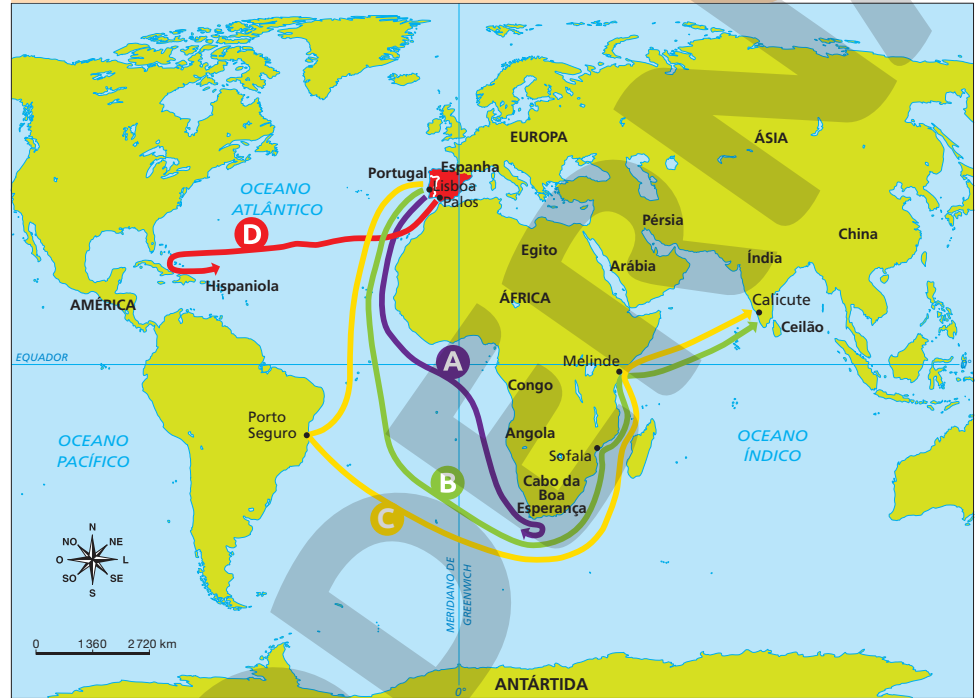 EUROPA
ÁSIA
Portugal
Espanha
Lisboa
Palos
OCEANO
ATLÂNTICO
D
Hispaniola
AMÉRICA
Pérsia
China
Egito
Índia
Arábia
ÁFRICA
Calicute
Ceilão
EQUADOR
A
Melinde
Congo
Porto
Seguro
Angola
Sofala
OCEANO
PACÍFICO
OCEANO
ÍNDICO
B
Cabo da
Boa
Esperança
C
N
NO
NE
O
L
SO
SE
S
MERIDIANO DE
GREENWICH
0
1 360
2 720 km
0°
ANTÁRTIDA